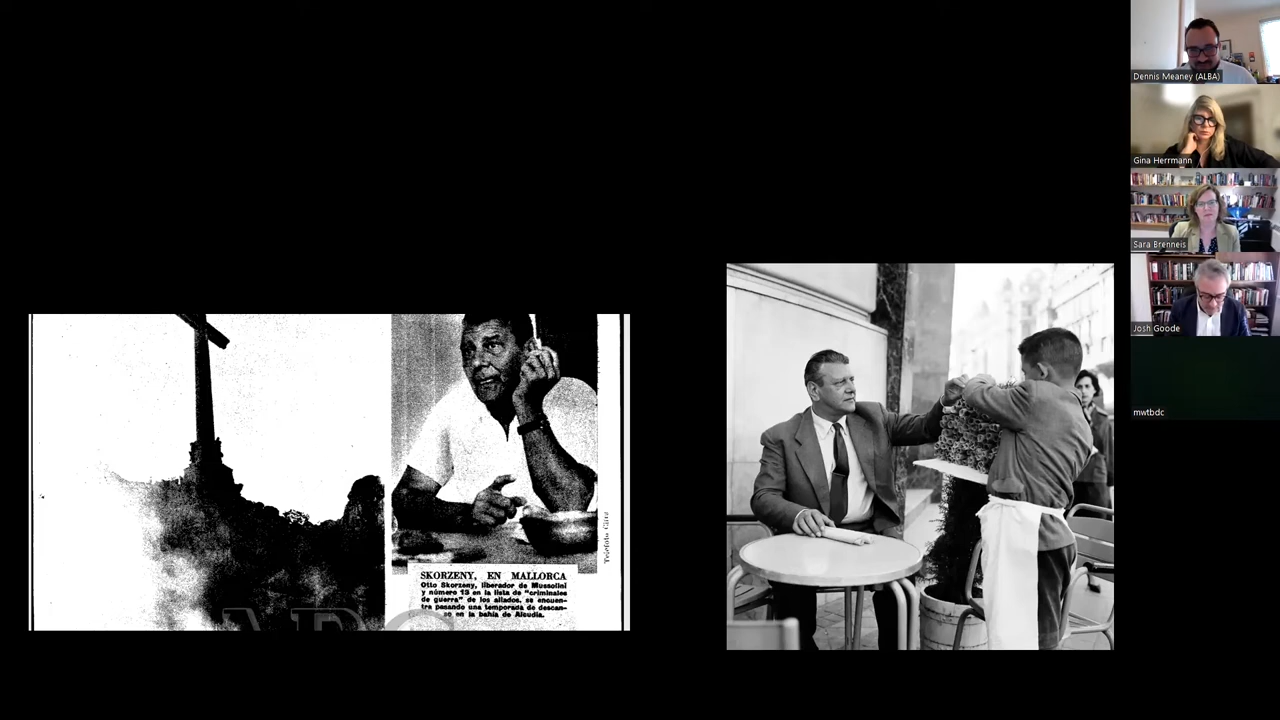 SKORZENY, EN MALLORCA
Otto Skorzeny, liberador de Mussolini
y número 13 en la lista de "criminales
de guerra" de los aliados, se encuen-
tra pasando una temporada de descan-
so en la bahía de Alcudia.
ABC
Dennis Meaney (ALBA)
Gina Herrmann
Sara Brenneis
Josh Goode
mwtbdc